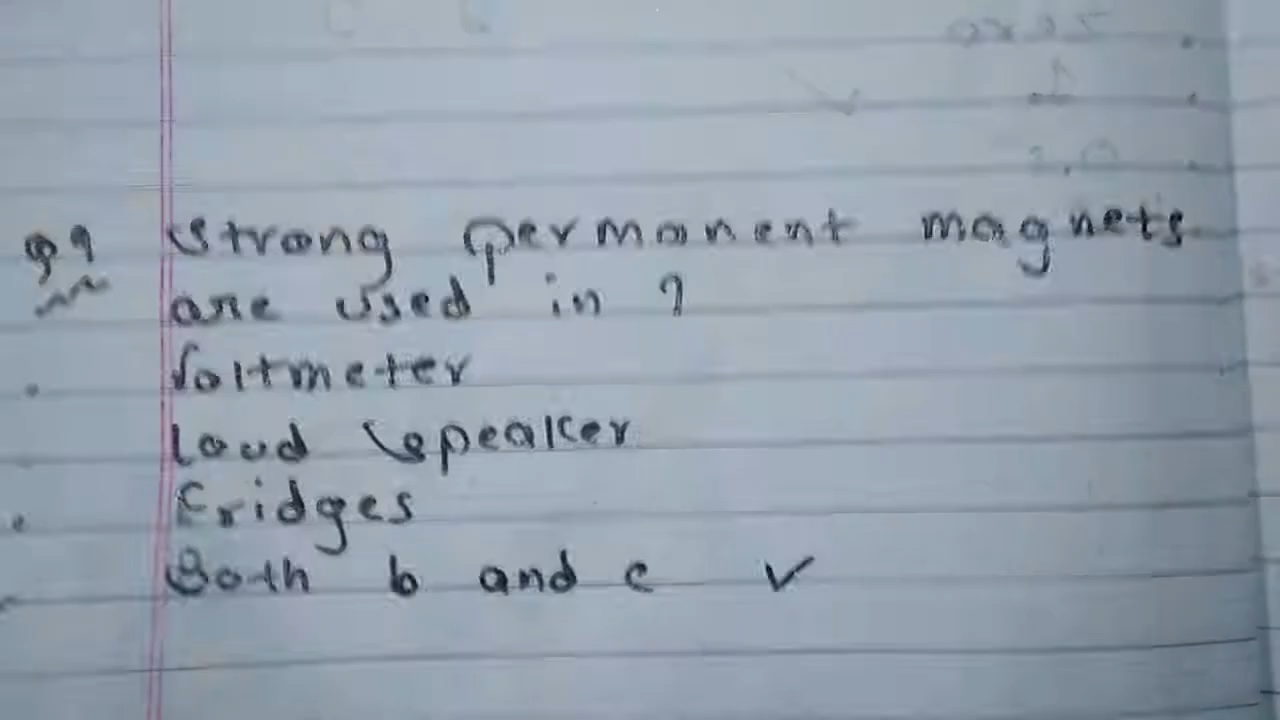 Q9 Strong permanent magnets
are used in ?
Voltmeter
Loud speaker
Fridges
Both b and c ✓